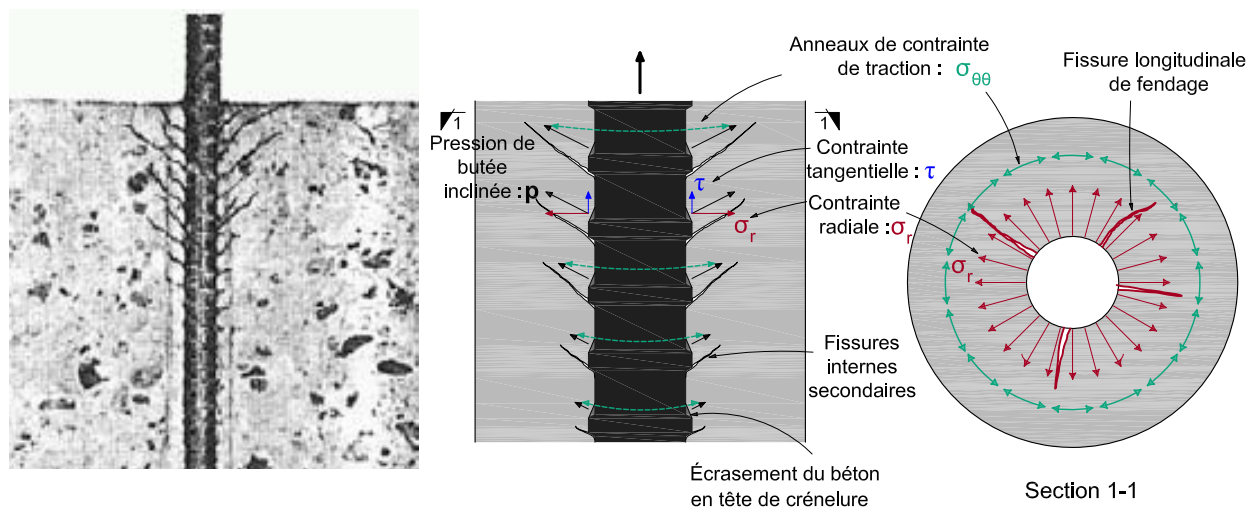 Anneaux de contrainte
de traction : σθθ
Fissure longitudinale
de fendage
1
1
Pression de
butée
inclinée : p
τ
σr
Contrainte
tangentielle : τ
Contrainte
radiale : σr
σr
Fissures
internes
secondaires
Écrasement du béton
en tête de crénelure
Section 1-1